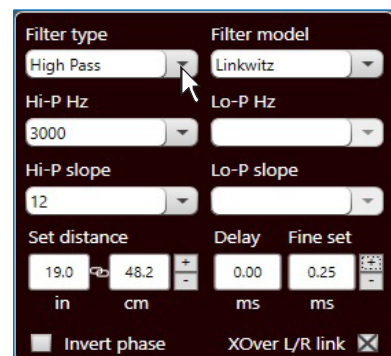 Filter type Filter model
High Pass Linkwitz
Hi-P Hz Lo-P Hz
3000
Hi-P slope Lo-P slope
12
Set distance Delay Fine set
19.0 48.2 + - 0.00 0.25 + -
in cm ms ms
Invert phase XOver L/R link